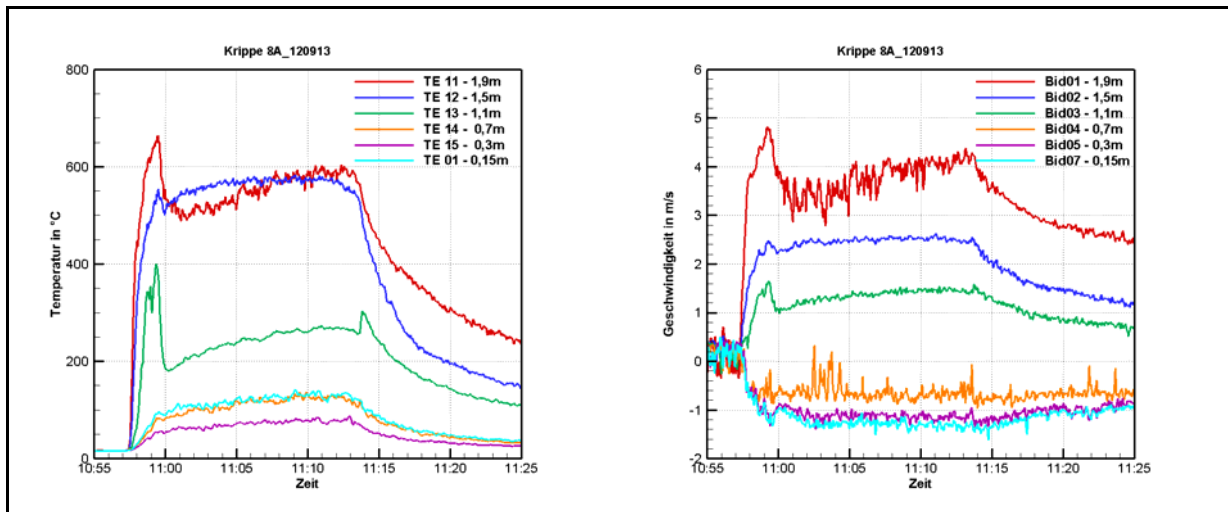 Krippe 8A_120913
800
600
400
200
0
Temperatur in °C
TE 11 - 1,9m
TE 12 - 1,5m
TE 13 - 1,1m
TE 14 - 0,7m
TE 15 - 0,3m
TE 01 - 0,15m
10:55 11:00 11:05 11:10 11:15 11:20 11:25
Zeit
Krippe 8A_120913
6
5
4
3
2
1
0
-1
-2
Geschwindigkeit in m/s
Bid01 - 1,9m
Bid02 - 1,5m
Bid03 - 1,1m
Bid04 - 0,7m
Bid05 - 0,3m
Bid07 - 0,15m
10:55 11:00 11:05 11:10 11:15 11:20 11:25
Zeit